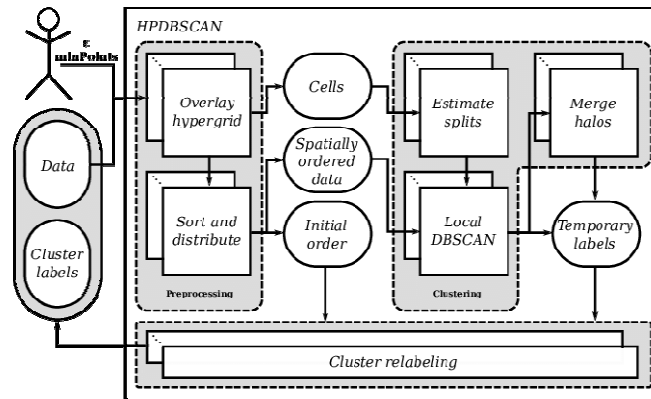 HPDBSCAN
ε
minPoints
Overlay
hypergrid
Cells
Estimate
splits
Merge
halos
Data
Spatially
ordered
data
Sort and
distribute
Initial
order
Local
DBSCAN
Temporary
labels
Cluster
labels
Preprocessing
Clustering
Cluster relabeling